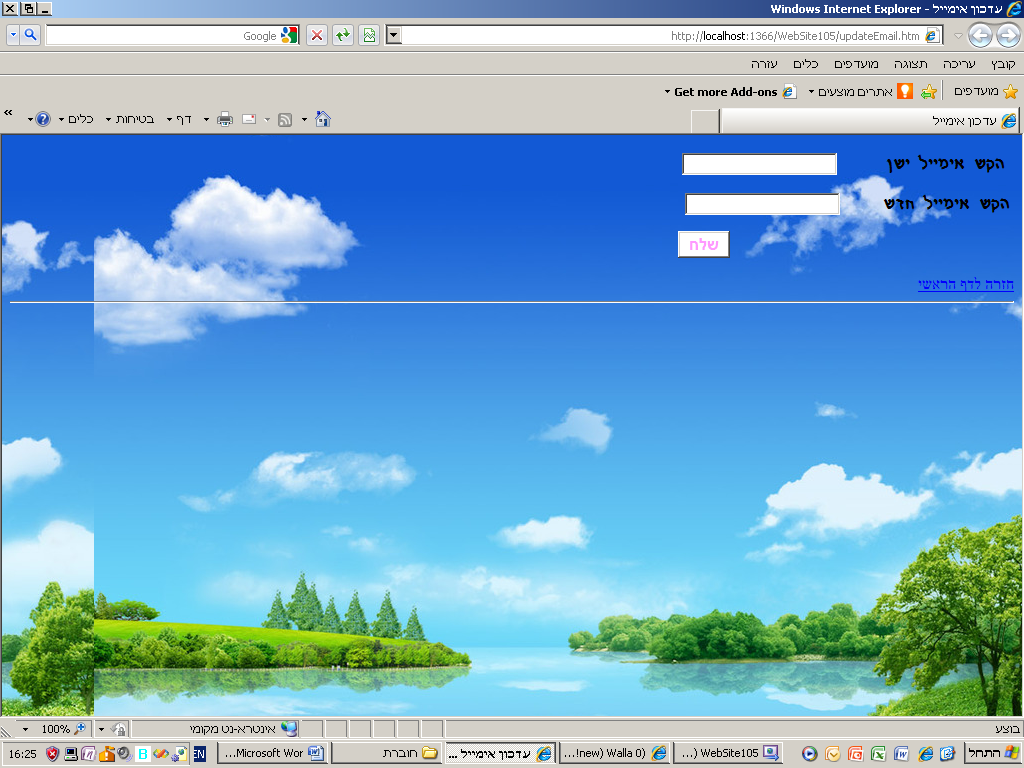 עדכון אימייל - Windows Internet Explorer
http://localhost:1366/WebSite105/updateEmail.htm
Google
קובץ עריכה תצוגה מועדפים כלים עזרה
מועדפים אתרים מוצעים Get more Add-ons
עדכון אימייל
דף בטיחות כלים
הקש אימייל ישן
הקש אימייל חדש
שלח
חזרה לדף הראשי
בוצע
אינטרא-נט מקומי
100%
התחל
WebSite105 (...
Walla (0 new!)...
עדכון אימייל ...
חוברת
Microsoft Wor...
EN
16:25